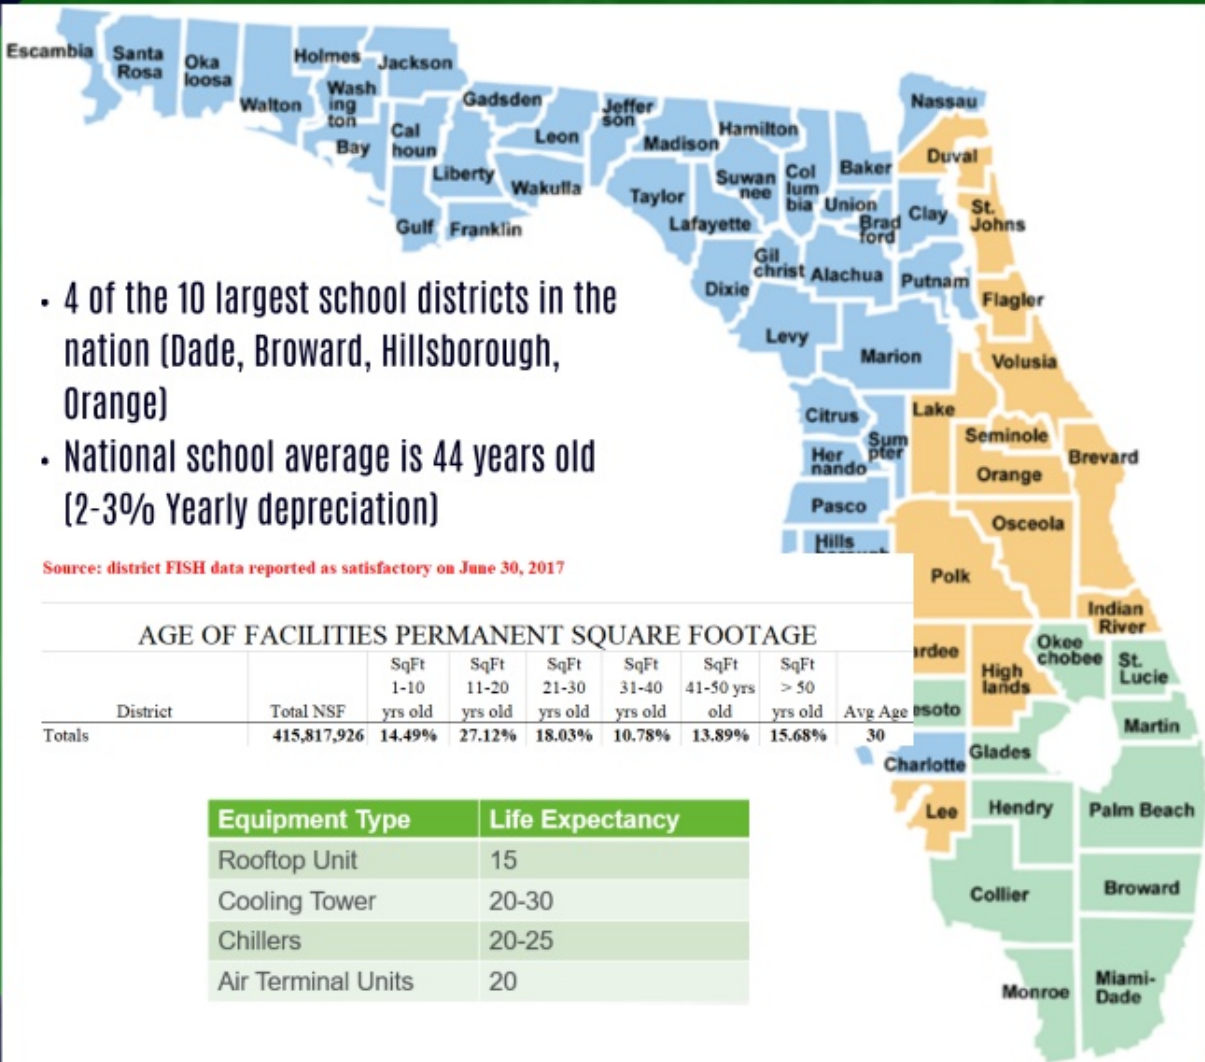 Escambia
Santa
Rosa
Oka
loosa
Walton
Holmes
Wash
ing
ton
Jackson
Bay
Cal
houn
Gulf
Gadsden
Liberty
Franklin
Leon
Wakulla
Jeffer
son
Madison
Taylor
Hamilton
Suwan
nee
Lafayette
Dixie
Col
lum
bia
Baker
Union
Brad
ford
Gil
christ
Alachua
Levy
Nassau
Duval
Clay
St.
Johns
Putnam
Flagler
Marion
Volusia
Citrus
Sum
pter
Her
nando
Lake
Seminole
Orange
Brevard
Pasco
Hills
Osceola
Polk
Indian
River
ardee
High
lands
Okee
chobee
St.
Lucie
esoto
Martin
Charlotte
Glades
Lee
Hendry
Palm Beach
Collier
Broward
Monroe
Miami-
Dade
• 4 of the 10 largest school districts in the
nation (Dade, Broward, Hillsborough,
Orange)
• National school average is 44 years old
(2-3% Yearly depreciation)
Source: district FISH data reported as satisfactory on June 30, 2017
AGE OF FACILITIES PERMANENT SQUARE FOOTAGE
SqFt SqFt SqFt SqFt SqFt SqFt
1-10 11-20 21-30 31-40 41-50 yrs > 50
District Total NSF yrs old yrs old yrs old yrs old old yrs old Avg Age
Totals 415,817,926 14.49% 27.12% 18.03% 10.78% 13.89% 15.68% 30
Equipment Type Life Expectancy
Rooftop Unit 15
Cooling Tower 20-30
Chillers 20-25
Air Terminal Units 20